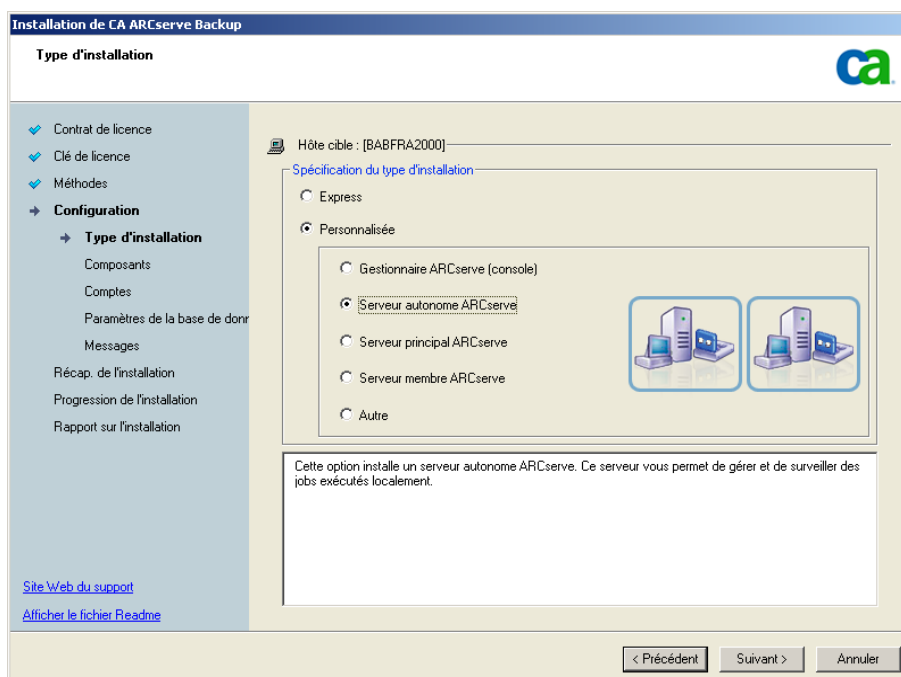 Installation de CA ARCserve Backup
Type d'installation
ca
Contrat de licence
Clé de licence
Méthodes
Configuration
Type d'installation
Composants
Comptes
Paramètres de la base de donr
Messages
Récap. de l'installation
Progression de l'installation
Rapport sur l'installation
Site Web du support
Afficher le fichier Readme
Hôte cible : [BABFRA2000]
Spécification du type d'installation
Express
Personnalisée
Gestionnaire ARCserve (console)
Serveur autonome ARCserve
Serveur principal ARCserve
Serveur membre ARCserve
Autre
Cette option installe un serveur autonome ARCserve. Ce serveur vous permet de gérer et de surveiller des
jobs exécutés localement.
< Précédent
Suivant >
Annuler